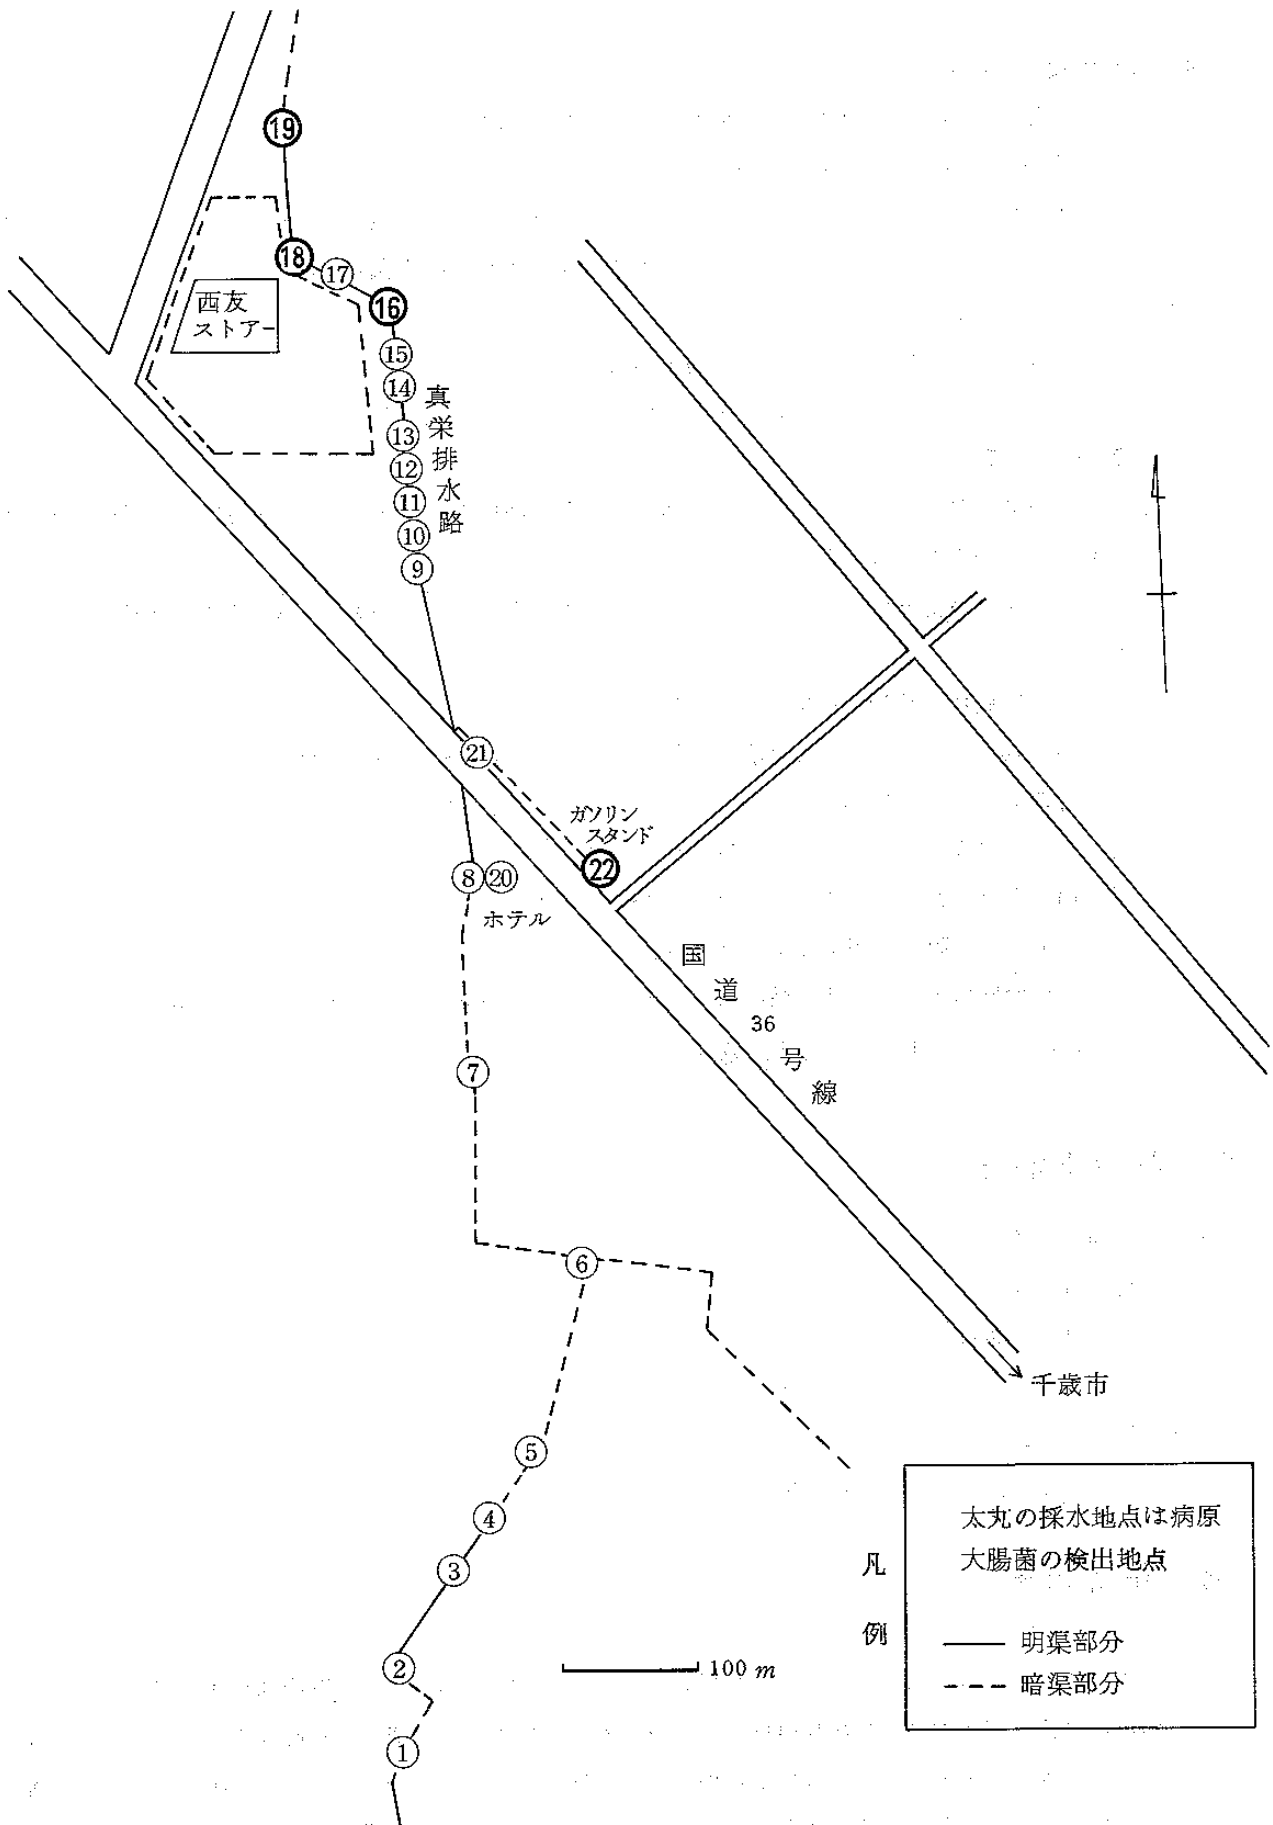 ⑲
⑱
⑰
⑯
西友
ストアー
⑮
⑭
真栄排水路
⑬
⑫
⑪
⑩
⑨
㉑
ガソリン
スタンド
㉒
⑧ ⑳
ホテル
国道36号線
⑦
⑥
千歳市
⑤
④
③
②
①
100 m
凡例
太丸の採水地点は病原
大腸菌の検出地点
明渠部分
暗渠部分